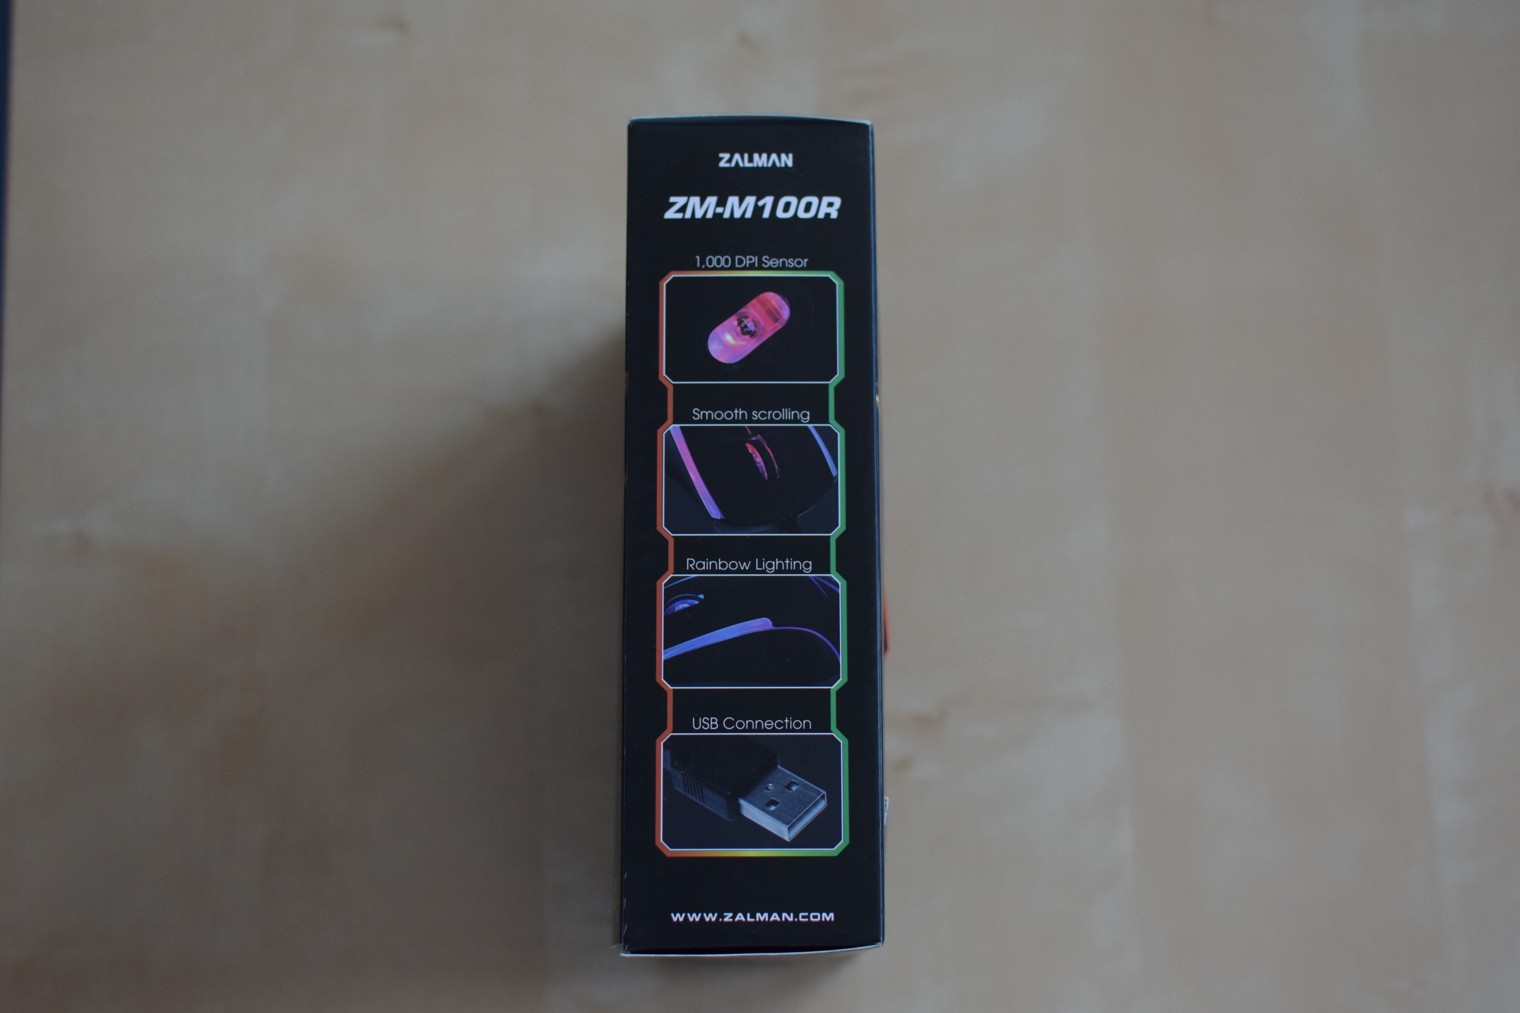 ZALMAN
ZM-M100R
1,000 DPI Sensor
Smooth scrolling
Rainbow Lighting
USB Connection
WWW.ZALMAN.COM